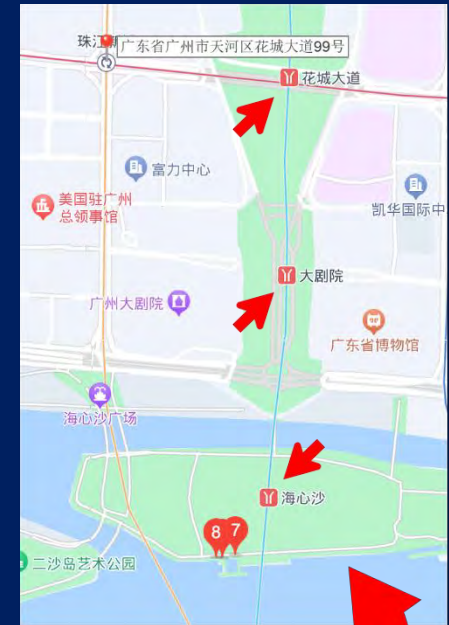 珠江新
广东省广州市天河区花城大道99号
花城大道
富力中心
美国驻广州
总领事馆
凯华国际中
大剧院
广州大剧院
广东省博物馆
海心沙广场
海心沙
8 7
二沙岛艺术公园